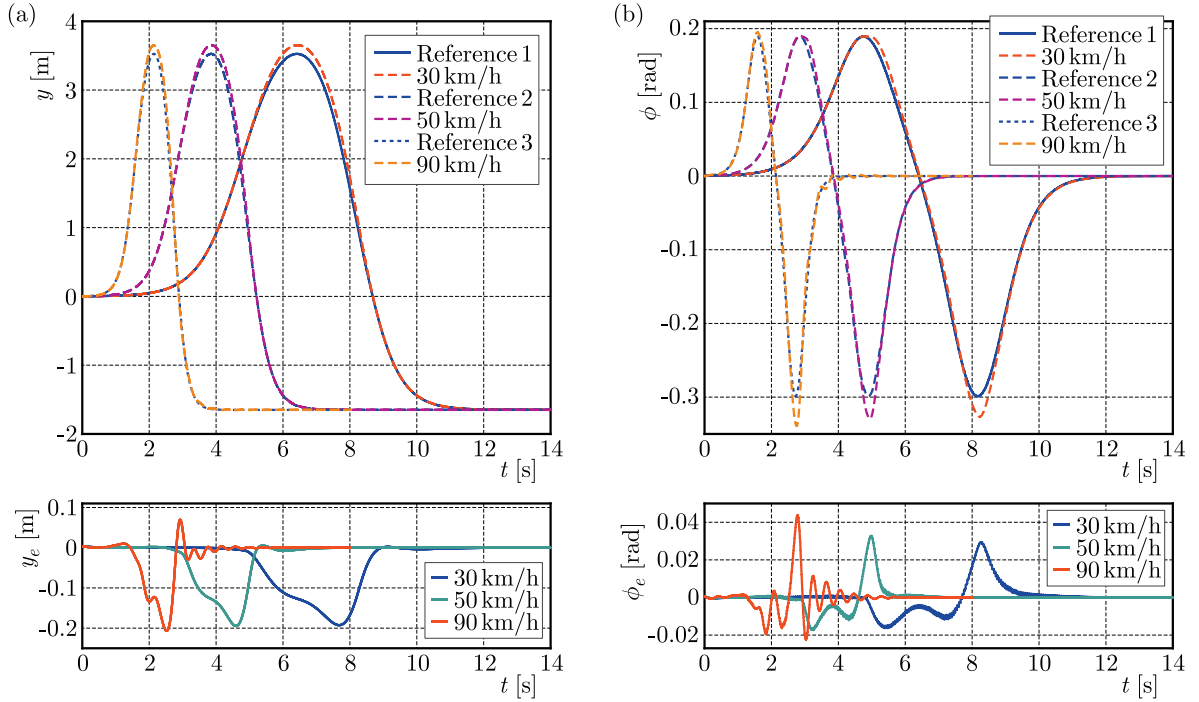 (a)
y [m]
4
3
2
1
0
-1
-2
0 2 4 6 8 10 12 14
t [s]
Reference 1
30 km/h
Reference 2
50 km/h
Reference 3
90 km/h
y_e [m]
0.1
0
-0.1
-0.2
0 2 4 6 8 10 12 14
t [s]
30 km/h
50 km/h
90 km/h
(b)
ϕ [rad]
0.2
0.1
0
-0.1
-0.2
-0.3
0 2 4 6 8 10 12 14
t [s]
Reference 1
30 km/h
Reference 2
50 km/h
Reference 3
90 km/h
ϕ_e [rad]
0.04
0.02
0
-0.02
0 2 4 6 8 10 12 14
t [s]
30 km/h
50 km/h
90 km/h